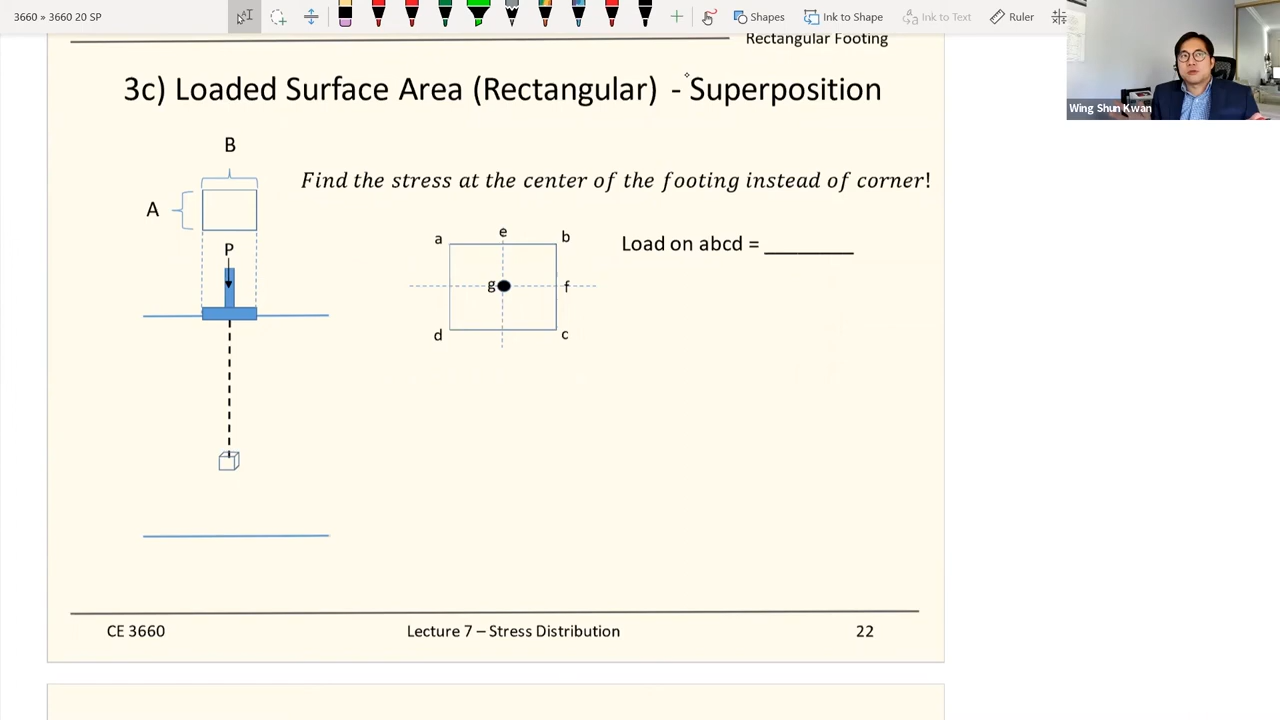 3660 » 3660 20 SP
Shapes
Ink to Shape
Ink to Text
Ruler
Wing Shun Kwan
Rectangular Footing
3c) Loaded Surface Area (Rectangular) - Superposition
B
A
P
Find the stress at the center of the footing instead of corner!
a e b
g f
d c
Load on abcd = ________
CE 3660 Lecture 7 – Stress Distribution 22